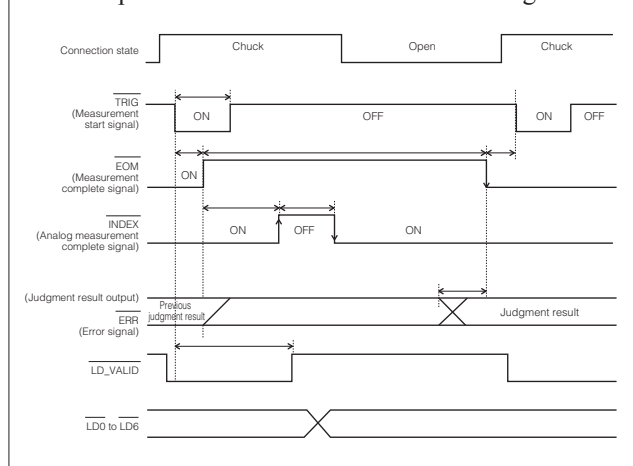 Connection state
Chuck
Open
Chuck
TRIG
(Measurement
start signal)
ON
OFF
ON
OFF
EOM
(Measurement
complete signal)
ON
INDEX
(Analog measurement
complete signal)
ON
OFF
ON
(Judgment result output)
ERR
(Error signal)
Previous
judgment result
Judgment result
LD_VALID
LD0 to LD6